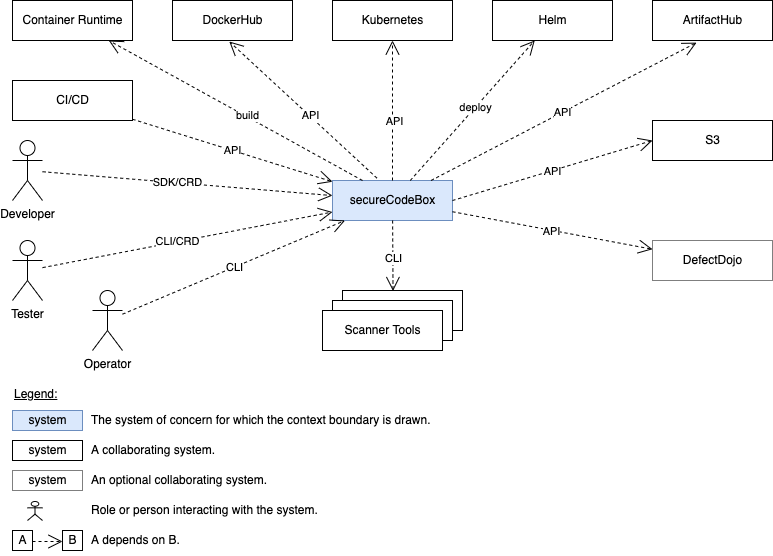 Container Runtime
DockerHub
Kubernetes
Helm
ArtifactHub
CI/CD
build
API
API
deploy
API
S3
API
API
Developer
SDK/CRD
secureCodeBox
API
DefectDojo
Tester
CLI/CRD
CLI
CLI
Operator
Scanner Tools
Legend:
system The system of concern for which the context boundary is drawn.
system A collaborating system.
system An optional collaborating system.
Role or person interacting with the system.
A B A depends on B.